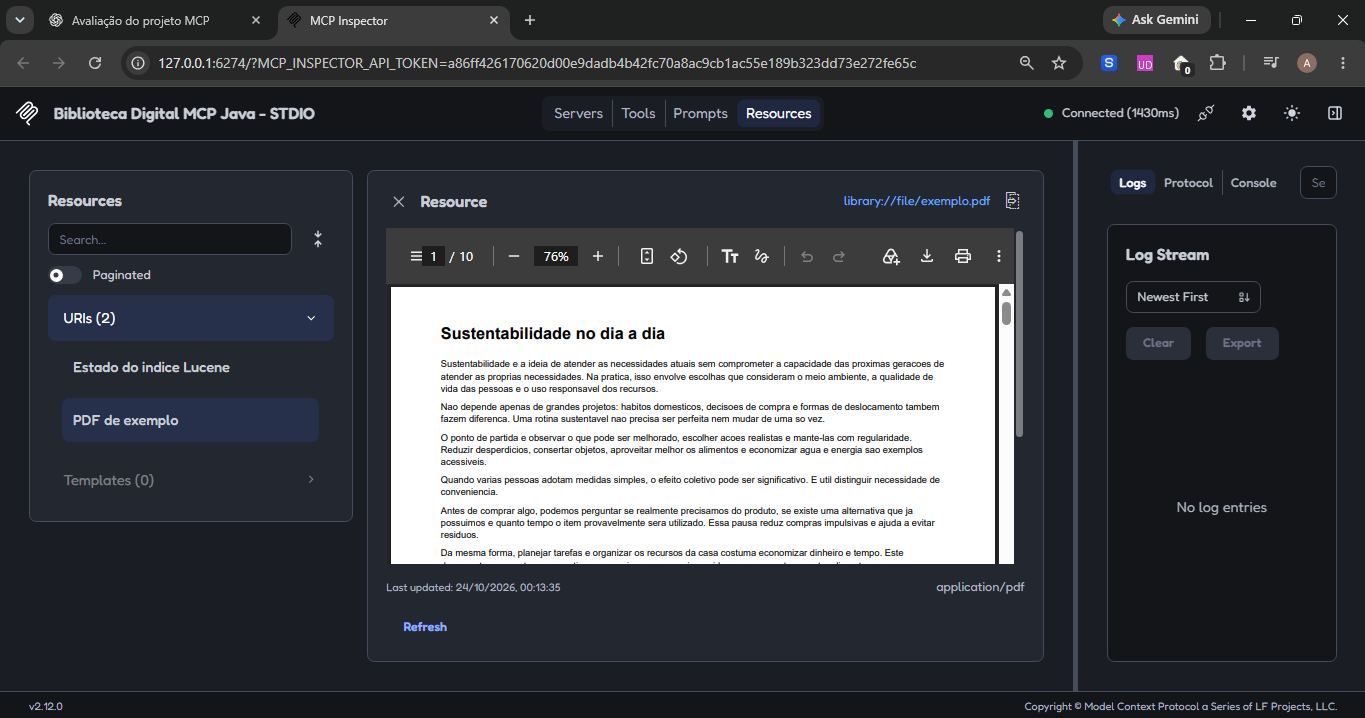 Avaliação do projeto MCP
MCP Inspector
Ask Gemini
127.0.0.1:6274/?MCP_INSPECTOR_API_TOKEN=a86ff426170620d00e9dadb4b42fc70a8ac9cb1ac55e189b323dd73e272fe65c
S
UD
0
A
Biblioteca Digital MCP Java - STDIO
Servers
Tools
Prompts
Resources
Connected (1430ms)
Resources
Search...
Paginated
URIs (2)
Estado do indice Lucene
PDF de exemplo
Templates (0)
Resource
library://file/exemplo.pdf
1 / 10
76%
Sustentabilidade no dia a dia
Sustentabilidade e a ideia de atender as necessidades atuais sem comprometer a capacidade das proximas geracoes de
atender as proprias necessidades. Na pratica, isso envolve escolhas que consideram o meio ambiente, a qualidade de
vida das pessoas e o uso responsavel dos recursos.
Nao depende apenas de grandes projetos: habitos domesticos, decisoes de compra e formas de deslocamento tambem
fazem diferenca. Uma rotina sustentavel nao precisa ser perfeita nem mudar de uma so vez.
O ponto de partida e observar o que pode ser melhorado, escolher acoes realistas e mante-las com regularidade.
Reduzir desperdicios, consertar objetos, aproveitar melhor os alimentos e economizar agua e energia sao exemplos
acessiveis.
Quando varias pessoas adotam medidas simples, o efeito coletivo pode ser significativo. E util distinguir necessidade de
conveniencia.
Antes de comprar algo, podemos perguntar se realmente precisamos do produto, se existe uma alternativa que ja
possuimos e quanto tempo o item provavelmente sera utilizado. Essa pausa reduz compras impulsivas e ajuda a evitar
residuos.
Da mesma forma, planejar tarefas e organizar os recursos da casa costuma economizar dinheiro e tempo. Este
Last updated: 24/10/2026, 00:13:35
application/pdf
Refresh
Logs
Protocol
Console
Se
Log Stream
Newest First
Clear
Export
No log entries
v2.12.0
Copyright © Model Context Protocol a Series of LF Projects, LLC.